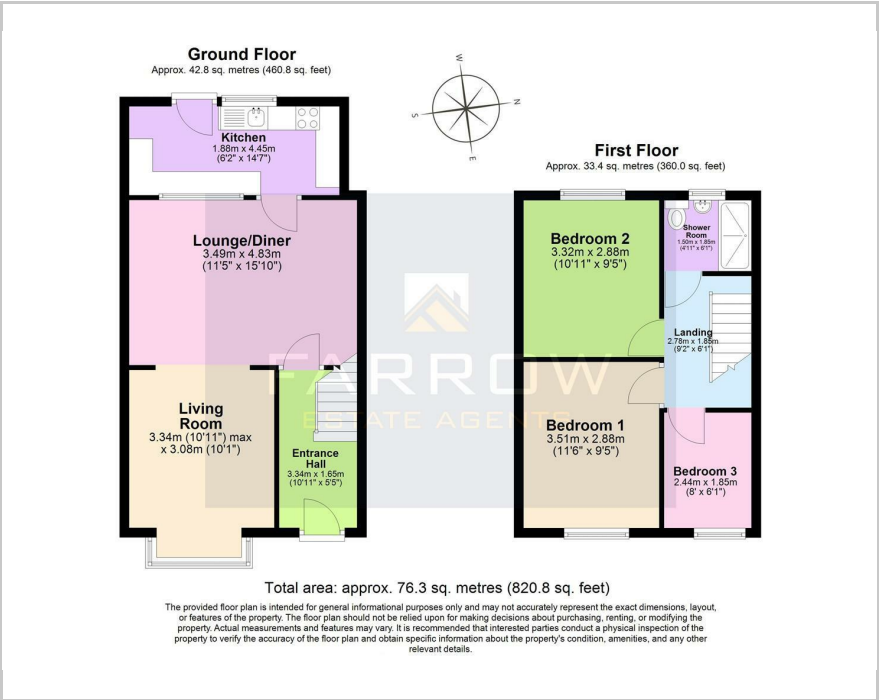 Ground Floor
Approx. 42.8 sq. metres (460.8 sq. feet)
Kitchen
1.88m x 4.45m
(6'2" x 14'7")
Lounge/Diner
3.49m x 4.83m
(11'5" x 15'10")
Living
Room
3.34m (10'11") max
x 3.08m (10'1")
Entrance
Hall
3.34m x 1.65m
(10'11" x 5'5")
W
N
S
E
FARROW
ESTATE AGENTS
First Floor
Approx. 33.4 sq. metres (360.0 sq. feet)
Bedroom 2
3.32m x 2.88m
(10'11" x 9'5")
Shower
Room
1.50m x 1.85m
(4'11" x 6'1")
Landing
2.78m x 1.85m
(9'2" x 6'1")
Bedroom 1
3.51m x 2.88m
(11'6" x 9'5")
Bedroom 3
2.44m x 1.85m
(8' x 6'1")
Total area: approx. 76.3 sq. metres (820.8 sq. feet)
The provided floor plan is intended for general informational purposes only and may not accurately represent the exact dimensions, layout,
or features of the property. The floor plan should not be relied upon for making decisions about purchasing, renting, or modifying the
property. Actual measurements and features may vary. It is recommended that interested parties conduct a physical inspection of the
property to verify the accuracy of the floor plan and obtain specific information about the property's condition, amenities, and any other
relevant details.